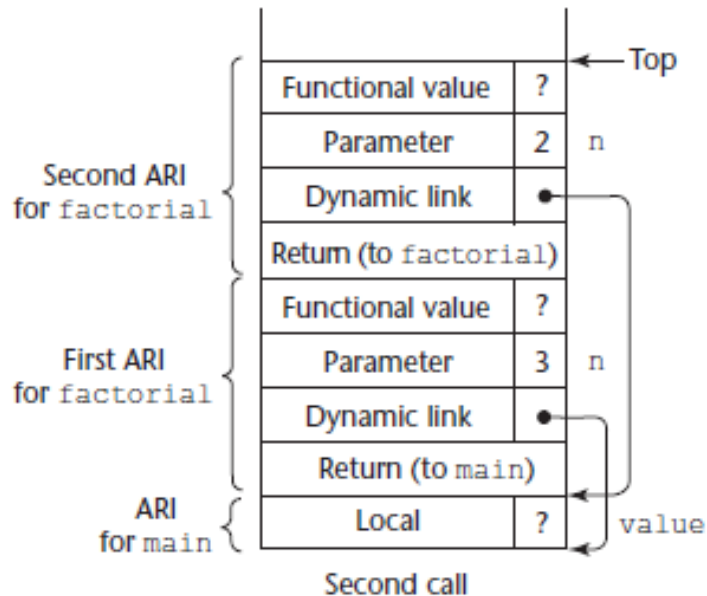 Top
Functional value ?
Parameter 2 n
Second ARI
for factorial
Dynamic link
Return (to factorial)
Functional value ?
First ARI
for factorial
Parameter 3 n
Dynamic link
Return (to main)
ARI
for main
Local ? value
Second call